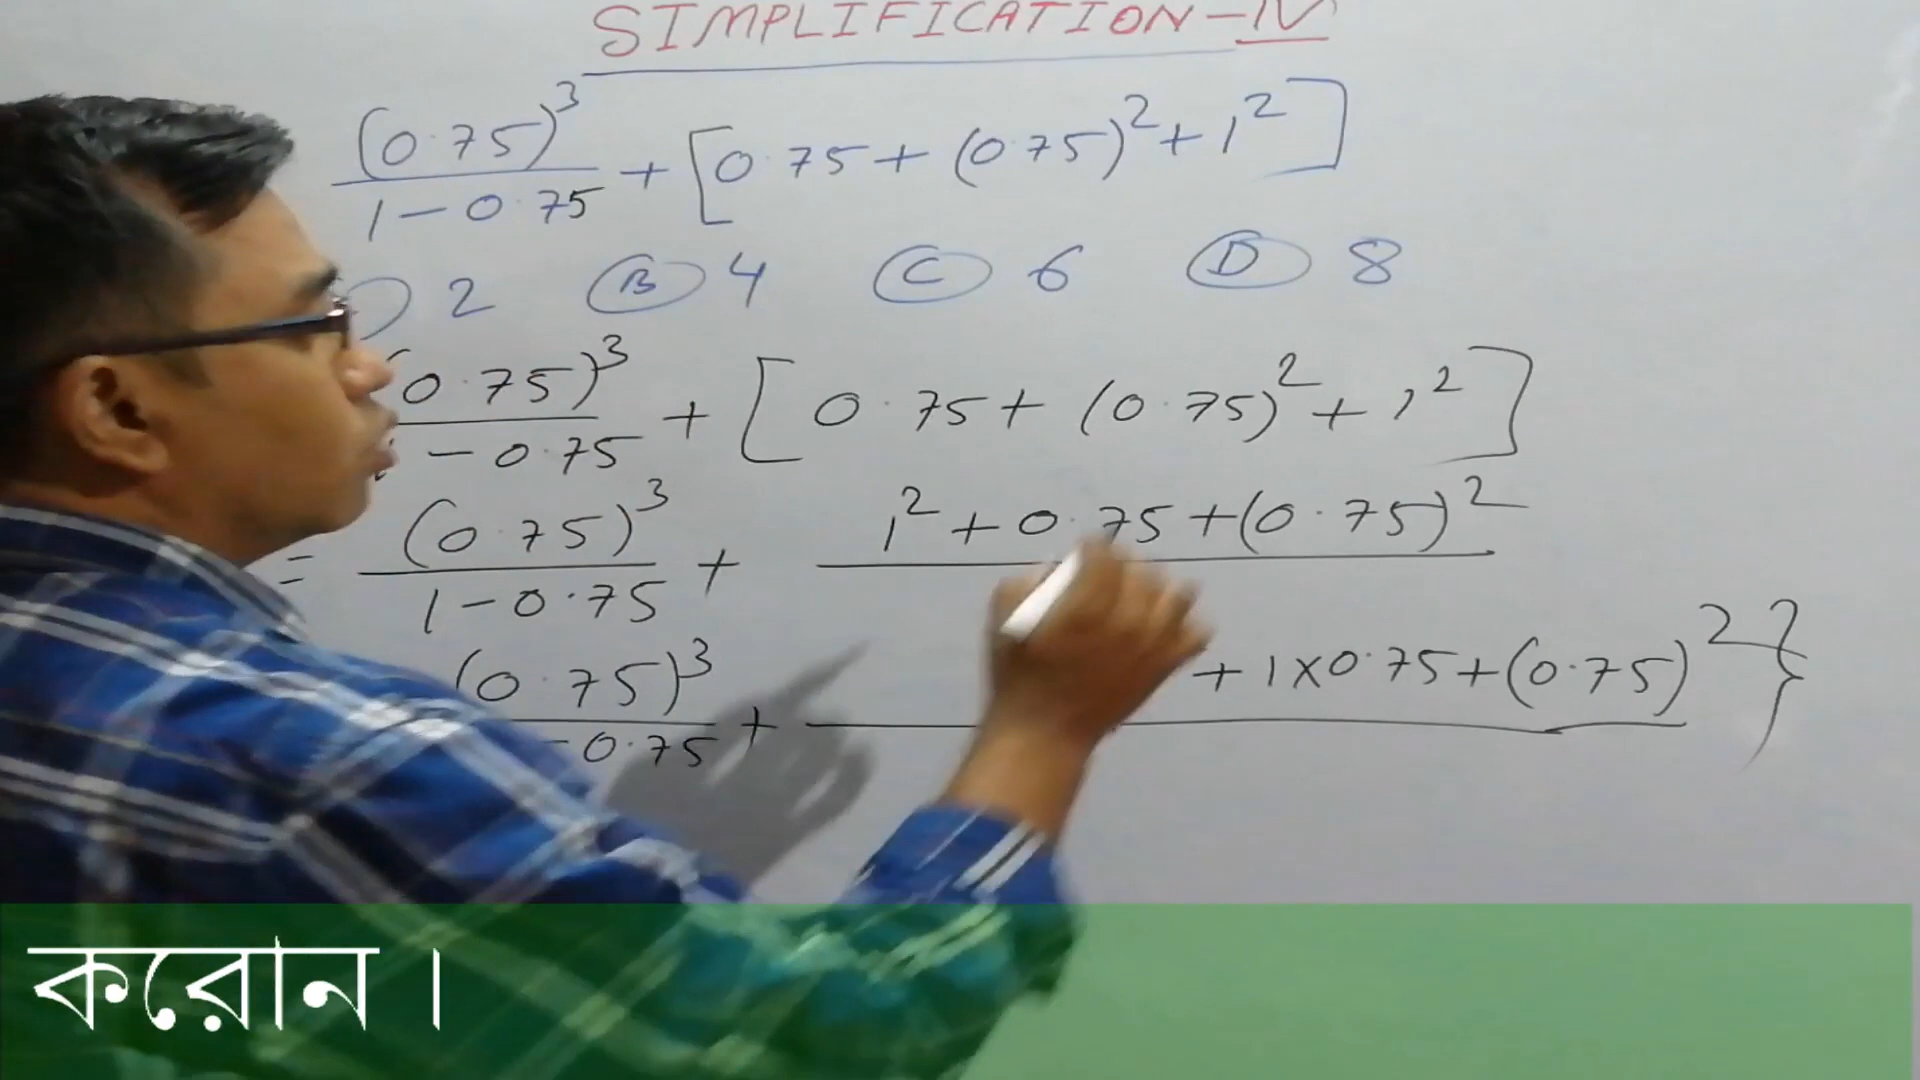 SIMPLIFICATION-IV
(0.75)³ / 1-0.75 + [0.75+(0.75)²+1²]
2 (B) 4 (C) 6 (D) 8
(0.75)³ / -0.75 + [0.75+(0.75)²+1²]
= (0.75)³ / 1-0.75 + 1²+0.75+(0.75)²
(0.75)³ / -0.75 + +1×0.75+(0.75)²}
করোন।